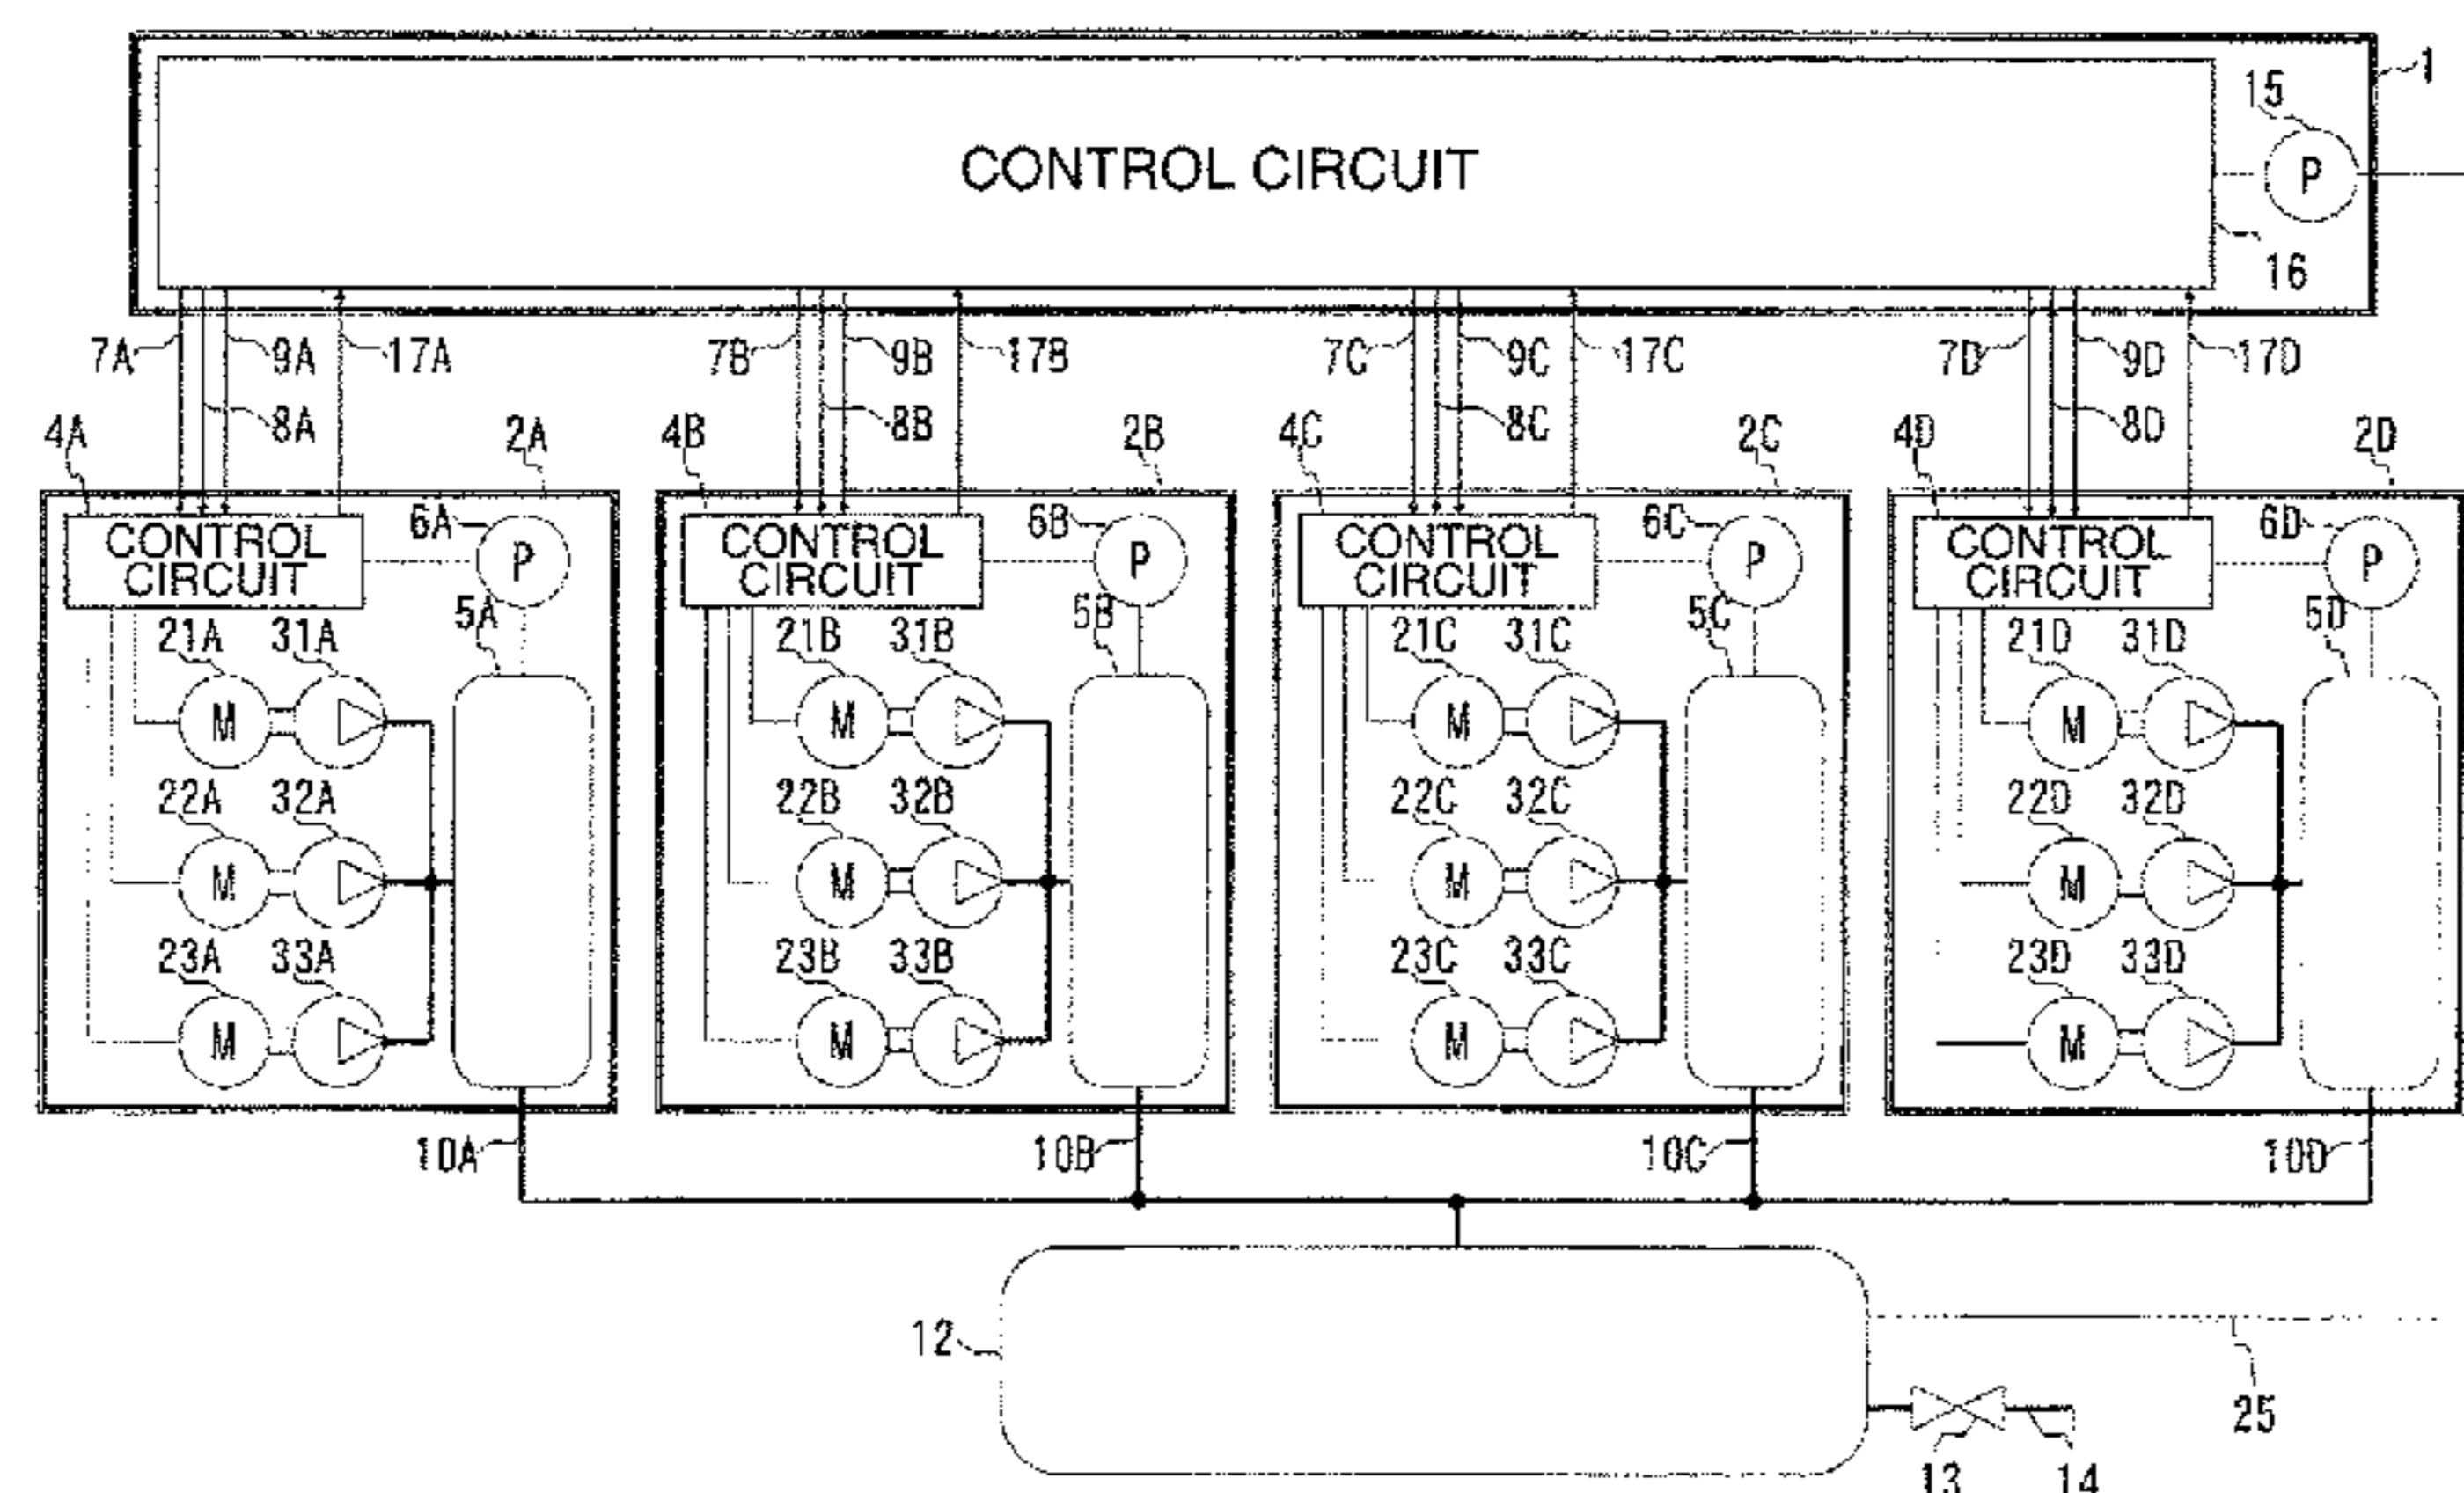 1
15
CONTROL CIRCUIT
P
16
7A 9A 17A 7B 9B 17B 7C 9C 17C 7D 9D 17D
8A 8B 8C 8D
4A 2A 4B 2B 4C 2C 4D 2D
6A 6B 6C 6D
CONTROL CIRCUIT P CONTROL CIRCUIT P CONTROL CIRCUIT P CONTROL CIRCUIT P
5A 5B 5C 5D
21A 31A 21B 31B 21C 31C 21D 31D
M M M M
22A 32A 22B 32B 22C 32C 22D 32D
M M M M
23A 33A 23B 33B 23C 33C 23D 33D
M M M M
10A 10B 10C 10D
12
25
13 14